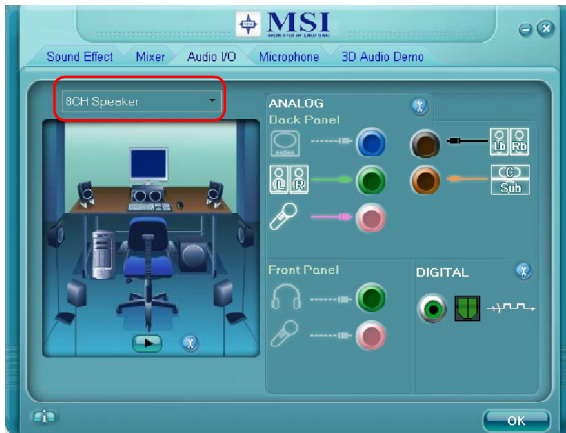 MSI
Sound Effect Mixer Audio I/O Microphone 3D Audio Demo
8CH Speaker
ANALOG
Back Panel
Lb Rb
L R
C
Sub
Front Panel
DIGITAL
OK